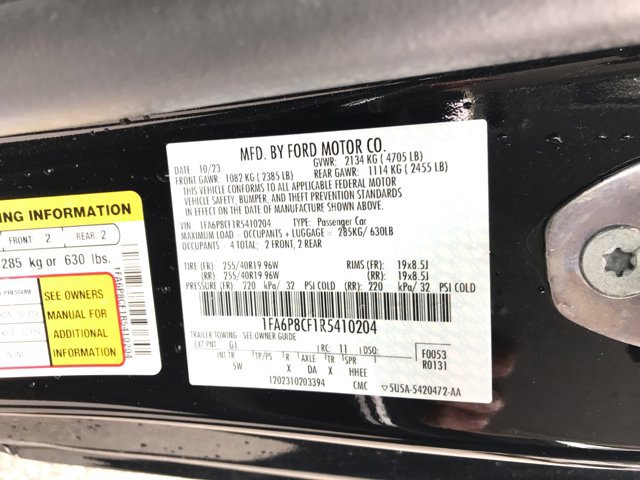 MFD. BY FORD MOTOR CO.
DATE: 10/23 GVWR: 2134 KG ( 4705 LB)
FRONT GAWR: 1082 KG ( 2385 LB) REAR GAWR: 1114 KG ( 2455 LB)
THIS VEHICLE CONFORMS TO ALL APPLICABLE FEDERAL MOTOR
VEHICLE SAFETY, BUMPER, AND THEFT PREVENTION STANDARDS
IN EFFECT ON THE DATE OF MANUFACTURE SHOWN ABOVE.
VIN: 1FA6P8CF1R5410204 TYPE: Passenger Car
MAXIMUM LOAD OCCUPANTS + LUGGAGE = 285KG/ 630LB
OCCUPANTS 4 TOTAL; 2 FRONT, 2 REAR
TIRE (FR): 255/40R19 96W RIMS (FR): 19x8.5J
(RR): 255/40R19 96W (RR): 19x8.5J
PRESSURE (FR): 220 kPa/ 32 PSI COLD (RR): 220 kPa/ 32 PSI COLD
1FA6P8CF1R5410204
TRAILER TOWING - SEE OWNER GUIDE
EXT PNT: G1 RC: 11 DSO: F0053
INT TR TP/PS R AXLE TR SPR R0131
5W X DA X HHEE
1202310203394 CMC ▽5U5A-5420472-AA
NG INFORMATION
FRONT: 2 REAR: 2
285 kg or 630 lbs.
PRESSURE
SEE OWNERS
MANUAL FOR
ADDITIONAL
INFORMATION
1FA6P8CF1R5410204